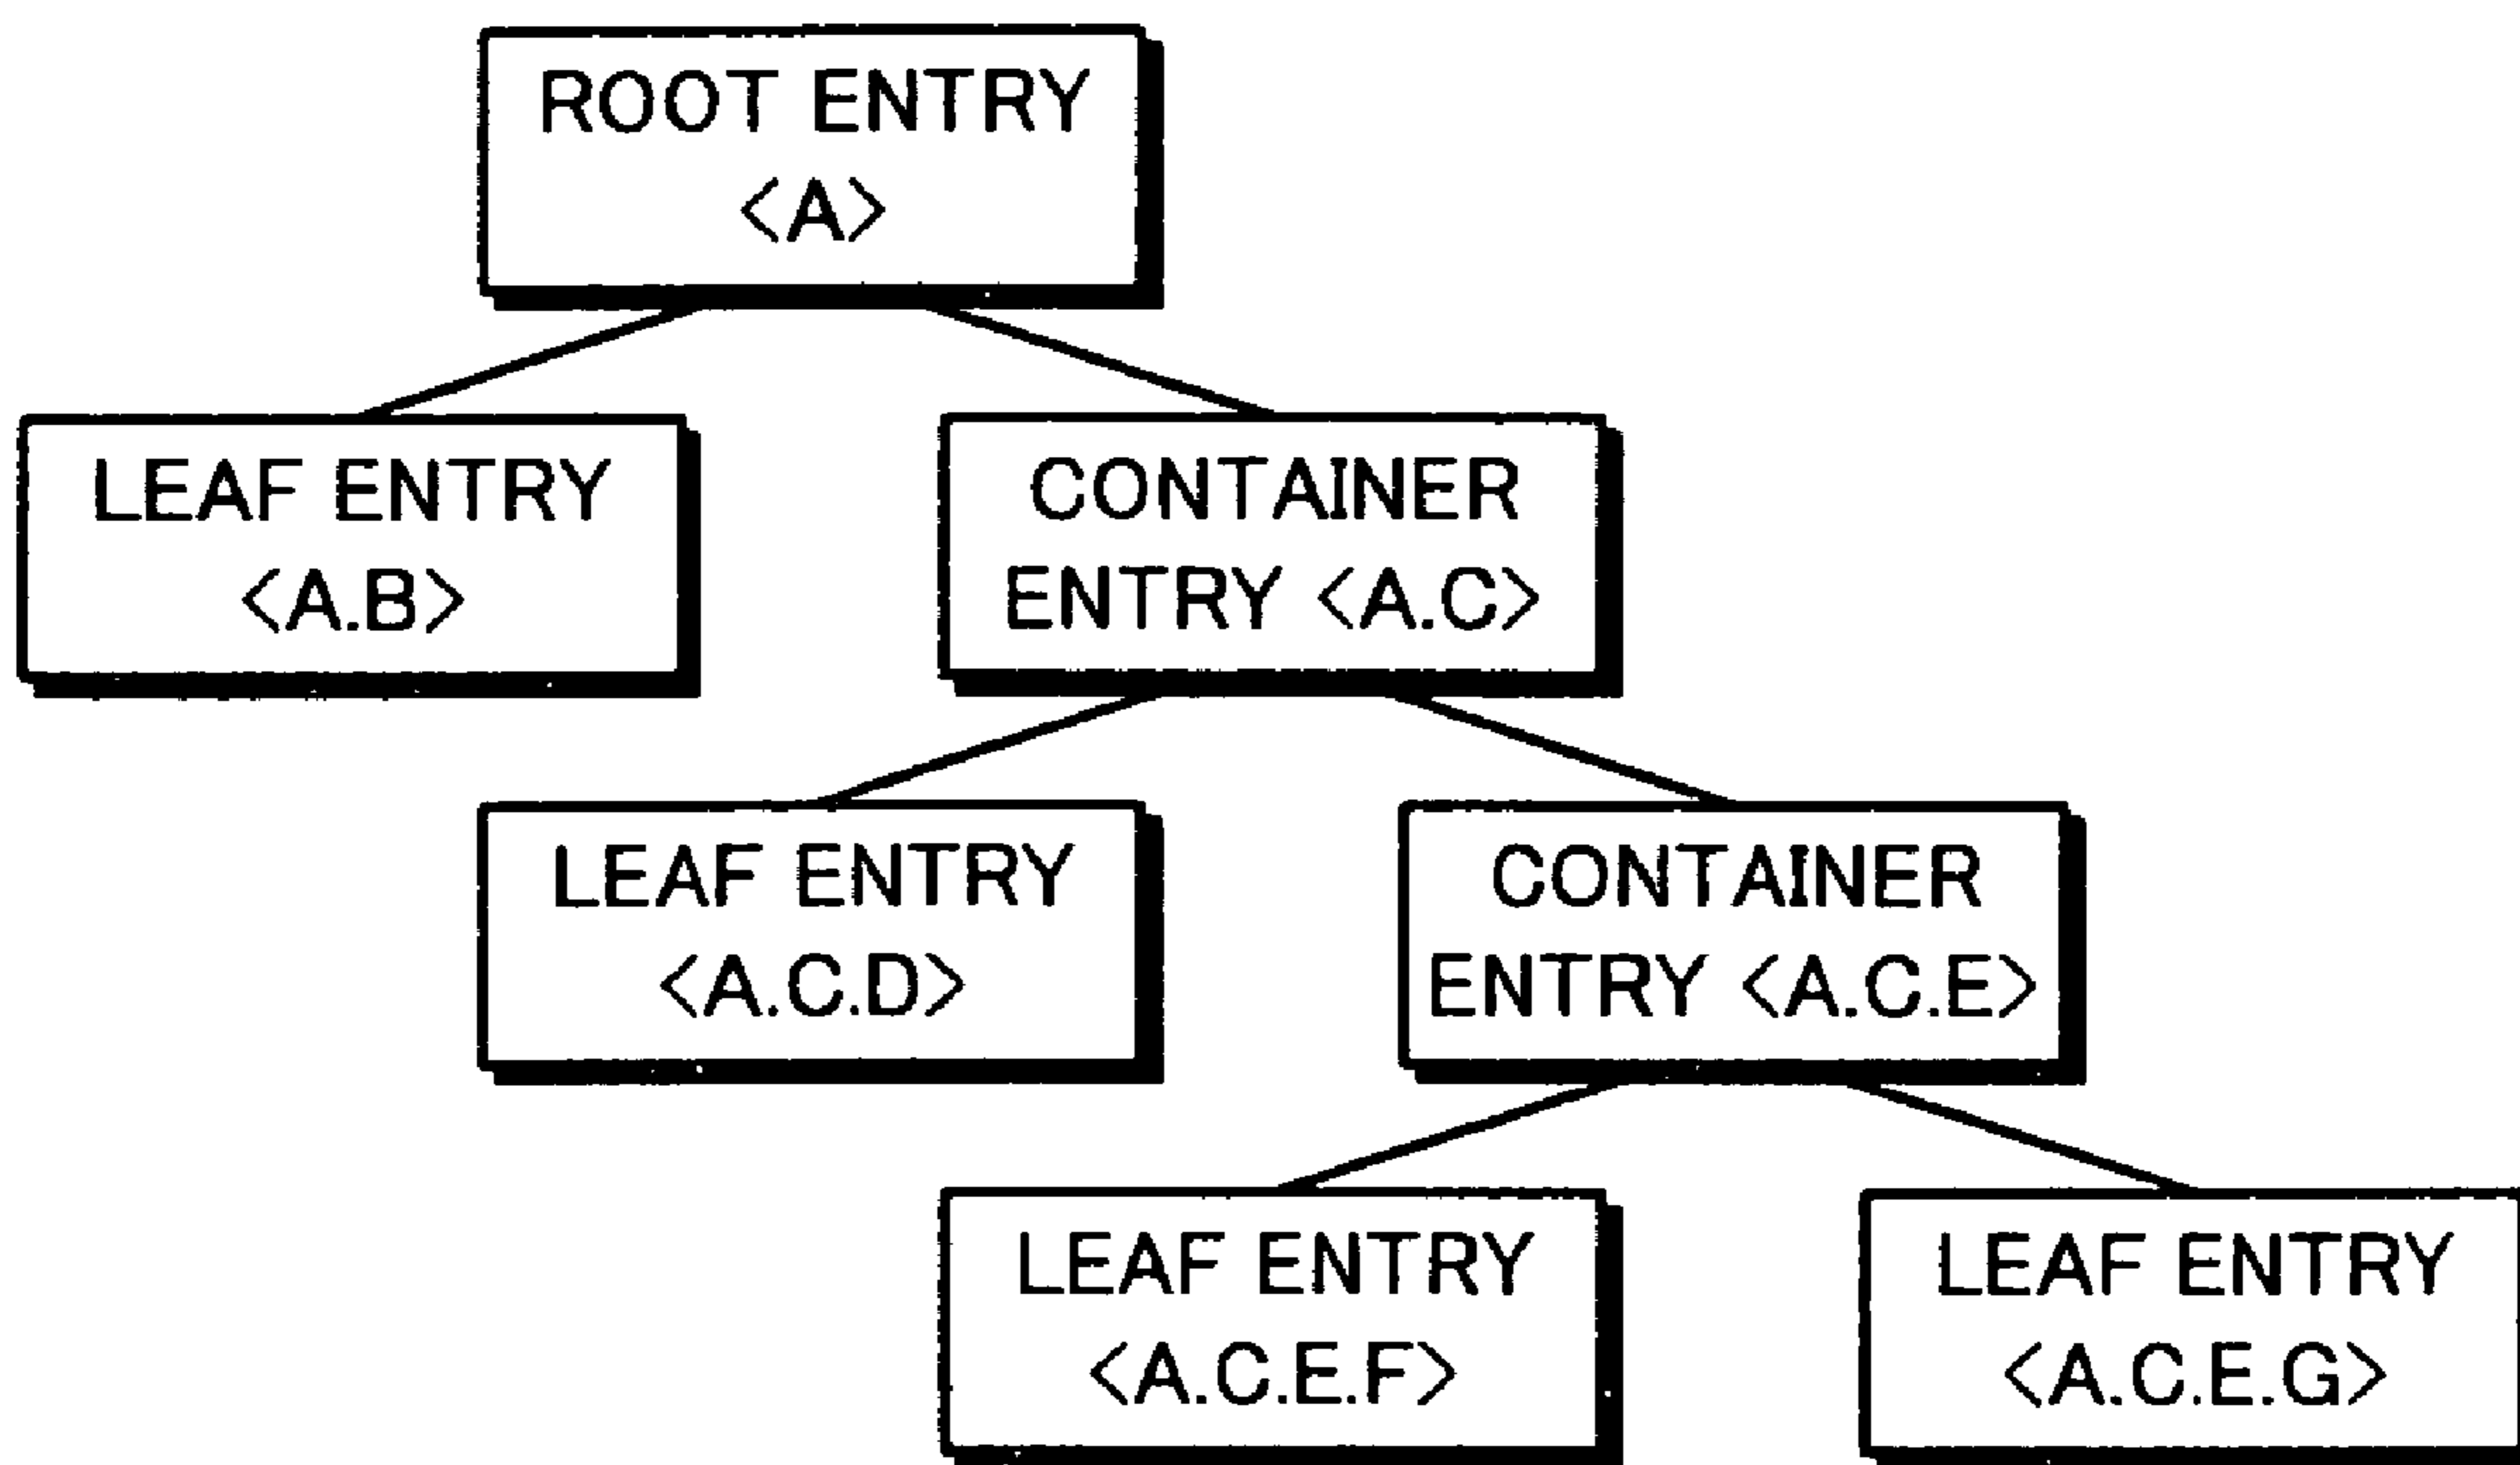 ROOT ENTRY
<A>
LEAF ENTRY
<A.B>
CONTAINER
ENTRY <A.C>
LEAF ENTRY
<A.C.D>
CONTAINER
ENTRY <A.C.E>
LEAF ENTRY
<A.C.E.F>
LEAF ENTRY
<A.C.E.G>